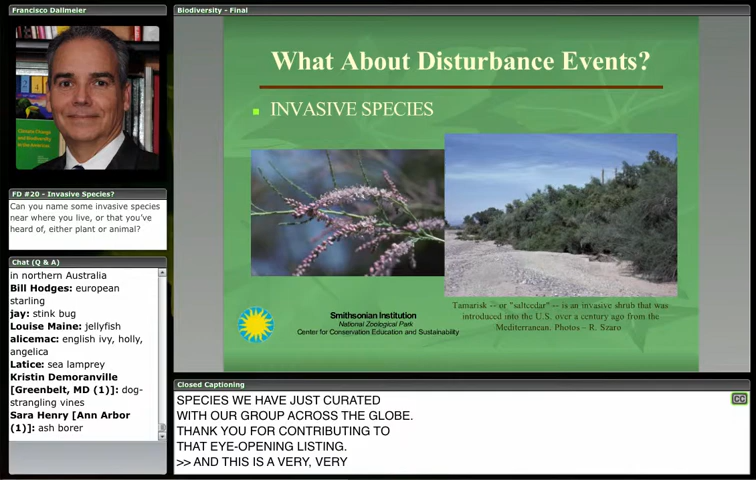 Francisco Dallmeier
FD #20 - Invasive Species?
Can you name some invasive species
near where you live, or that you've
heard of, either plant or animal?
Chat (Q & A)
in northern Australia
Bill Hodges: european
starling
jay: stink bug
Louise Maine: jellyfish
alicemac: english ivy, holly,
angelica
Latice: sea lamprey
Kristin Demoranville
[Greenbelt, MD (1)]: dog-
strangling vines
Sara Henry [Ann Arbor
(1)]: ash borer
Biodiversity - Final
What About Disturbance Events?
INVASIVE SPECIES
Tamarisk -- or "saltcedar" -- is an invasive shrub that was
introduced into the U.S. over a century ago from the
Mediterranean. Photos – R. Szaro
Smithsonian Institution
National Zoological Park
Center for Conservation Education and Sustainability
Closed Captioning
CC
SPECIES WE HAVE JUST CURATED
WITH OUR GROUP ACROSS THE GLOBE.
THANK YOU FOR CONTRIBUTING TO
THAT EYE-OPENING LISTING.
>> AND THIS IS A VERY, VERY